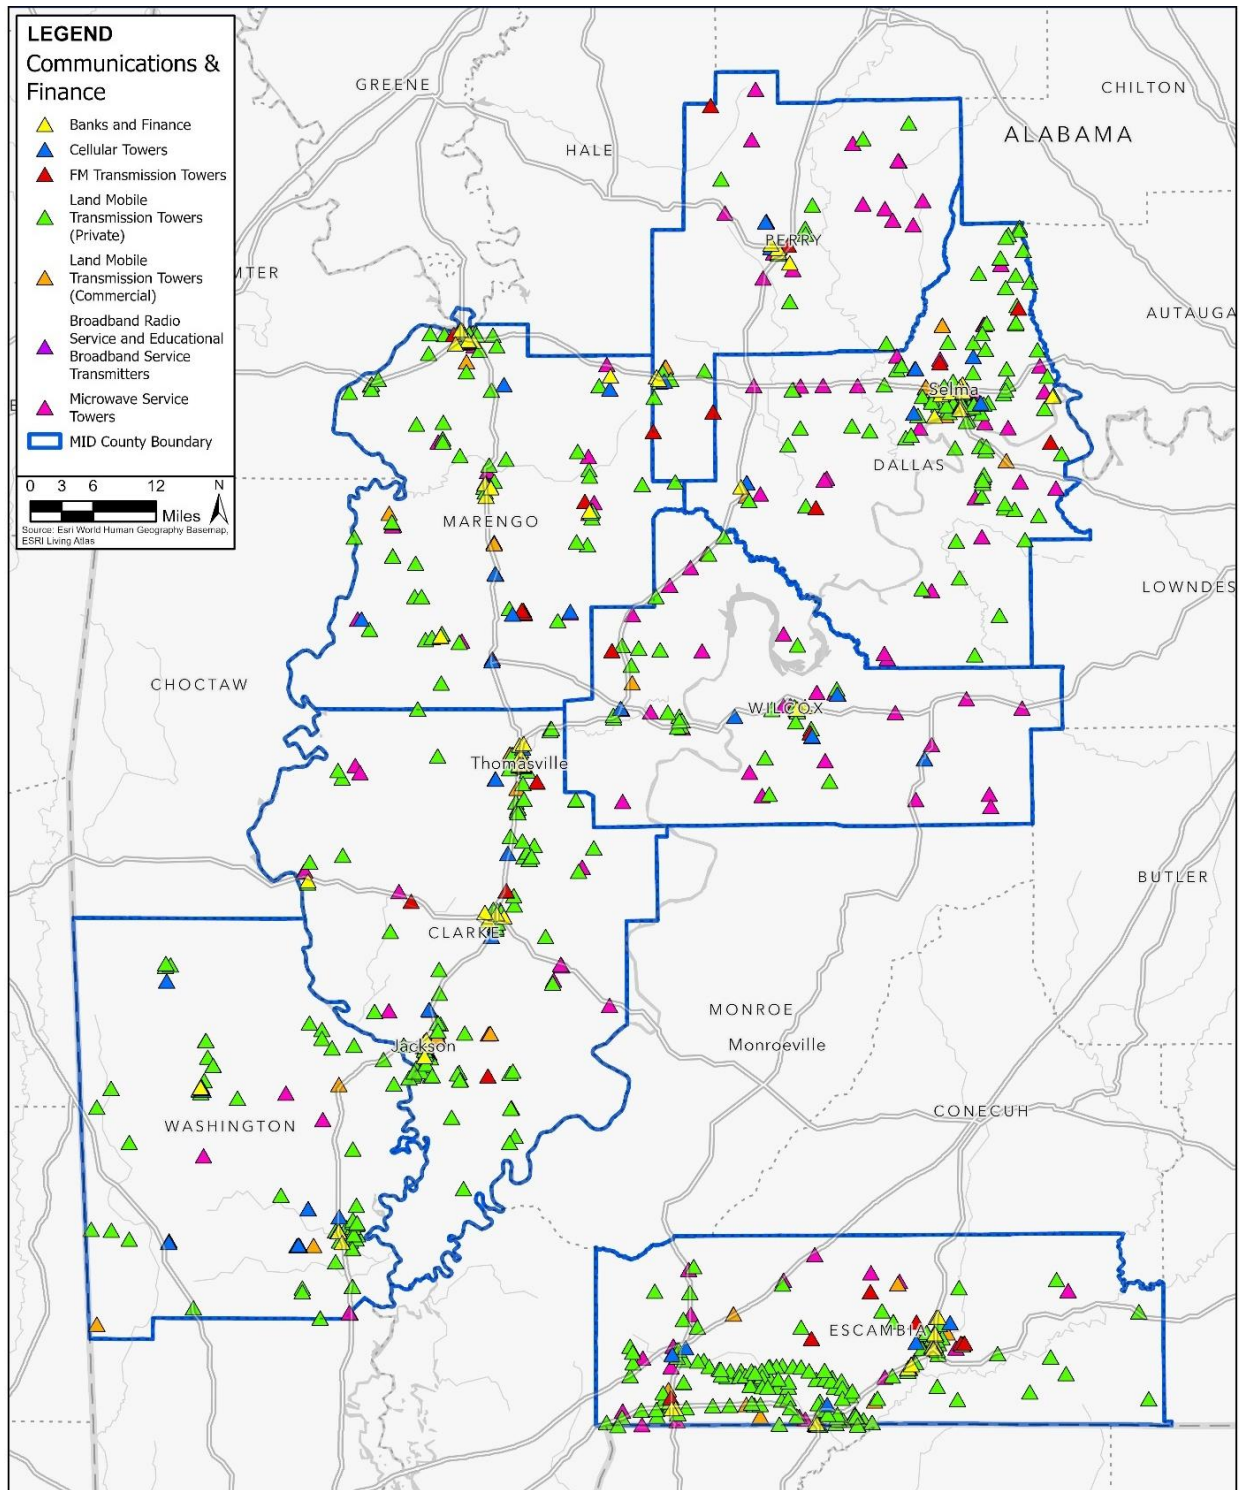 LEGEND
Communications &
Finance
Banks and Finance
Cellular Towers
FM Transmission Towers
Land Mobile
Transmission Towers
(Private)
Land Mobile
Transmission Towers
(Commercial)
Broadband Radio
Service and Educational
Broadband Service
Transmitters
Microwave Service
Towers
MID County Boundary
0 3 6 12
Miles
N
Source: Esri World Human Geography Basemap,
ESRI Living Atlas
GREENE
CHILTON
ALABAMA
HALE
PERRY
MTER
AUTAUGA
Selma
DALLAS
MARENGO
LOWNDES
CHOCTAW
WILCOX
Thomasville
BUTLER
CLARKE
MONROE
Monroeville
Jackson
CONECUH
WASHINGTON
ESCAMBIA